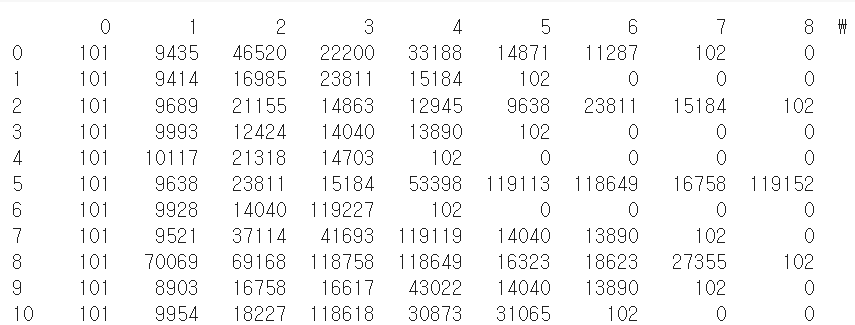 0 1 2 3 4 5 6 7 8 ₩
0 101 9435 46520 22200 33188 14871 11287 102 0
1 101 9414 16985 23811 15184 102 0 0 0
2 101 9689 21155 14863 12945 9638 23811 15184 102
3 101 9993 12424 14040 13890 102 0 0 0
4 101 10117 21318 14703 102 0 0 0 0
5 101 9638 23811 15184 53398 119113 118649 16758 119152
6 101 9928 14040 119227 102 0 0 0 0
7 101 9521 37114 41693 119119 14040 13890 102 0
8 101 70069 69168 118758 118649 16323 18623 27355 102
9 101 8903 16758 16617 43022 14040 13890 102 0
10 101 9954 18227 118618 30873 31065 102 0 0